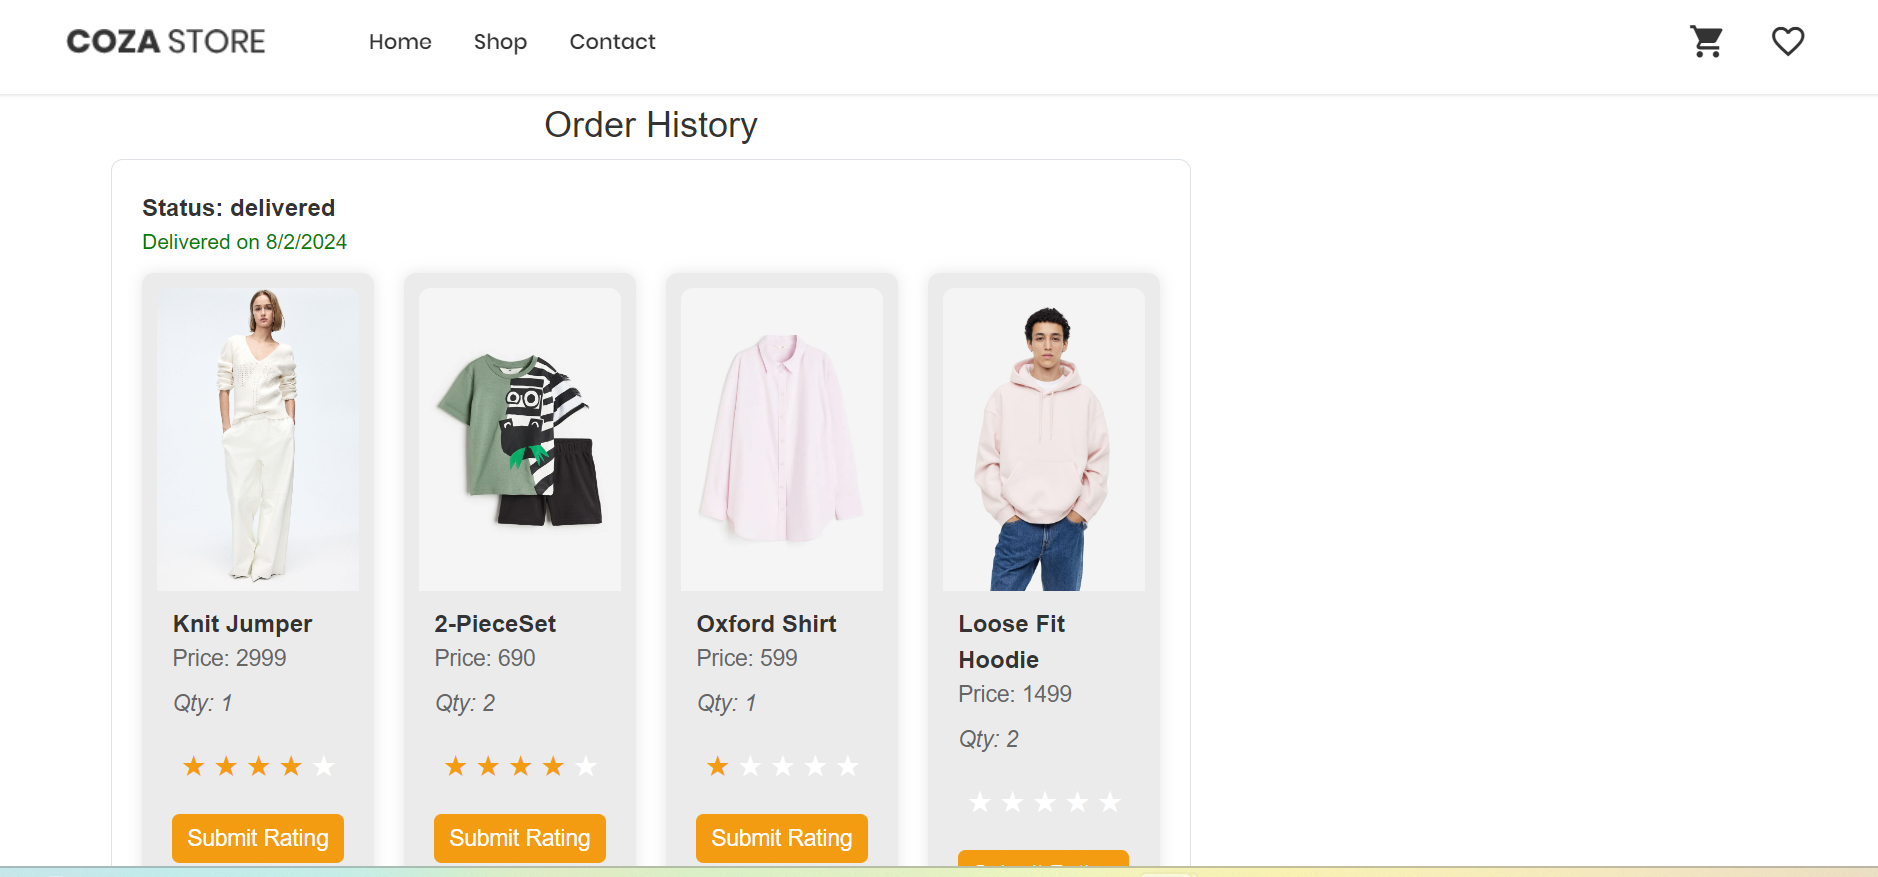 COZA STORE
Home
Shop
Contact
Order History
Status: delivered
Delivered on 8/2/2024
Knit Jumper
Price: 2999
Qty: 1
Submit Rating
2-PieceSet
Price: 690
Qty: 2
Submit Rating
Oxford Shirt
Price: 599
Qty: 1
Submit Rating
Loose Fit
Hoodie
Price: 1499
Qty: 2